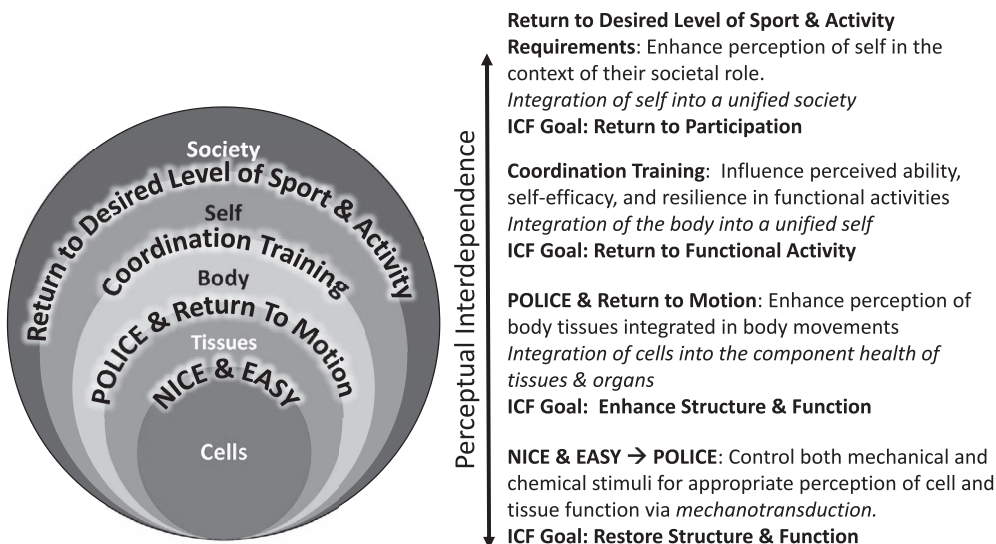 Society
Return to Desired Level of Sport & Activity
Self
Coordination Training
Body
POLICE & Return To Motion
Tissues
NICE & EASY
Cells
Perceptual Interdependence
Return to Desired Level of Sport & Activity
Requirements: Enhance perception of self in the
context of their societal role.
Integration of self into a unified society
ICF Goal: Return to Participation
Coordination Training:  Influence perceived ability,
self-efficacy, and resilience in functional activities
Integration of the body into a unified self
ICF Goal: Return to Functional Activity
POLICE & Return to Motion: Enhance perception of
body tissues integrated in body movements
Integration of cells into the component health of
tissues & organs
ICF Goal:  Enhance Structure & Function
NICE & EASY → POLICE: Control both mechanical and
chemical stimuli for appropriate perception of cell and
tissue function via mechanotransduction.
ICF Goal: Restore Structure & Function